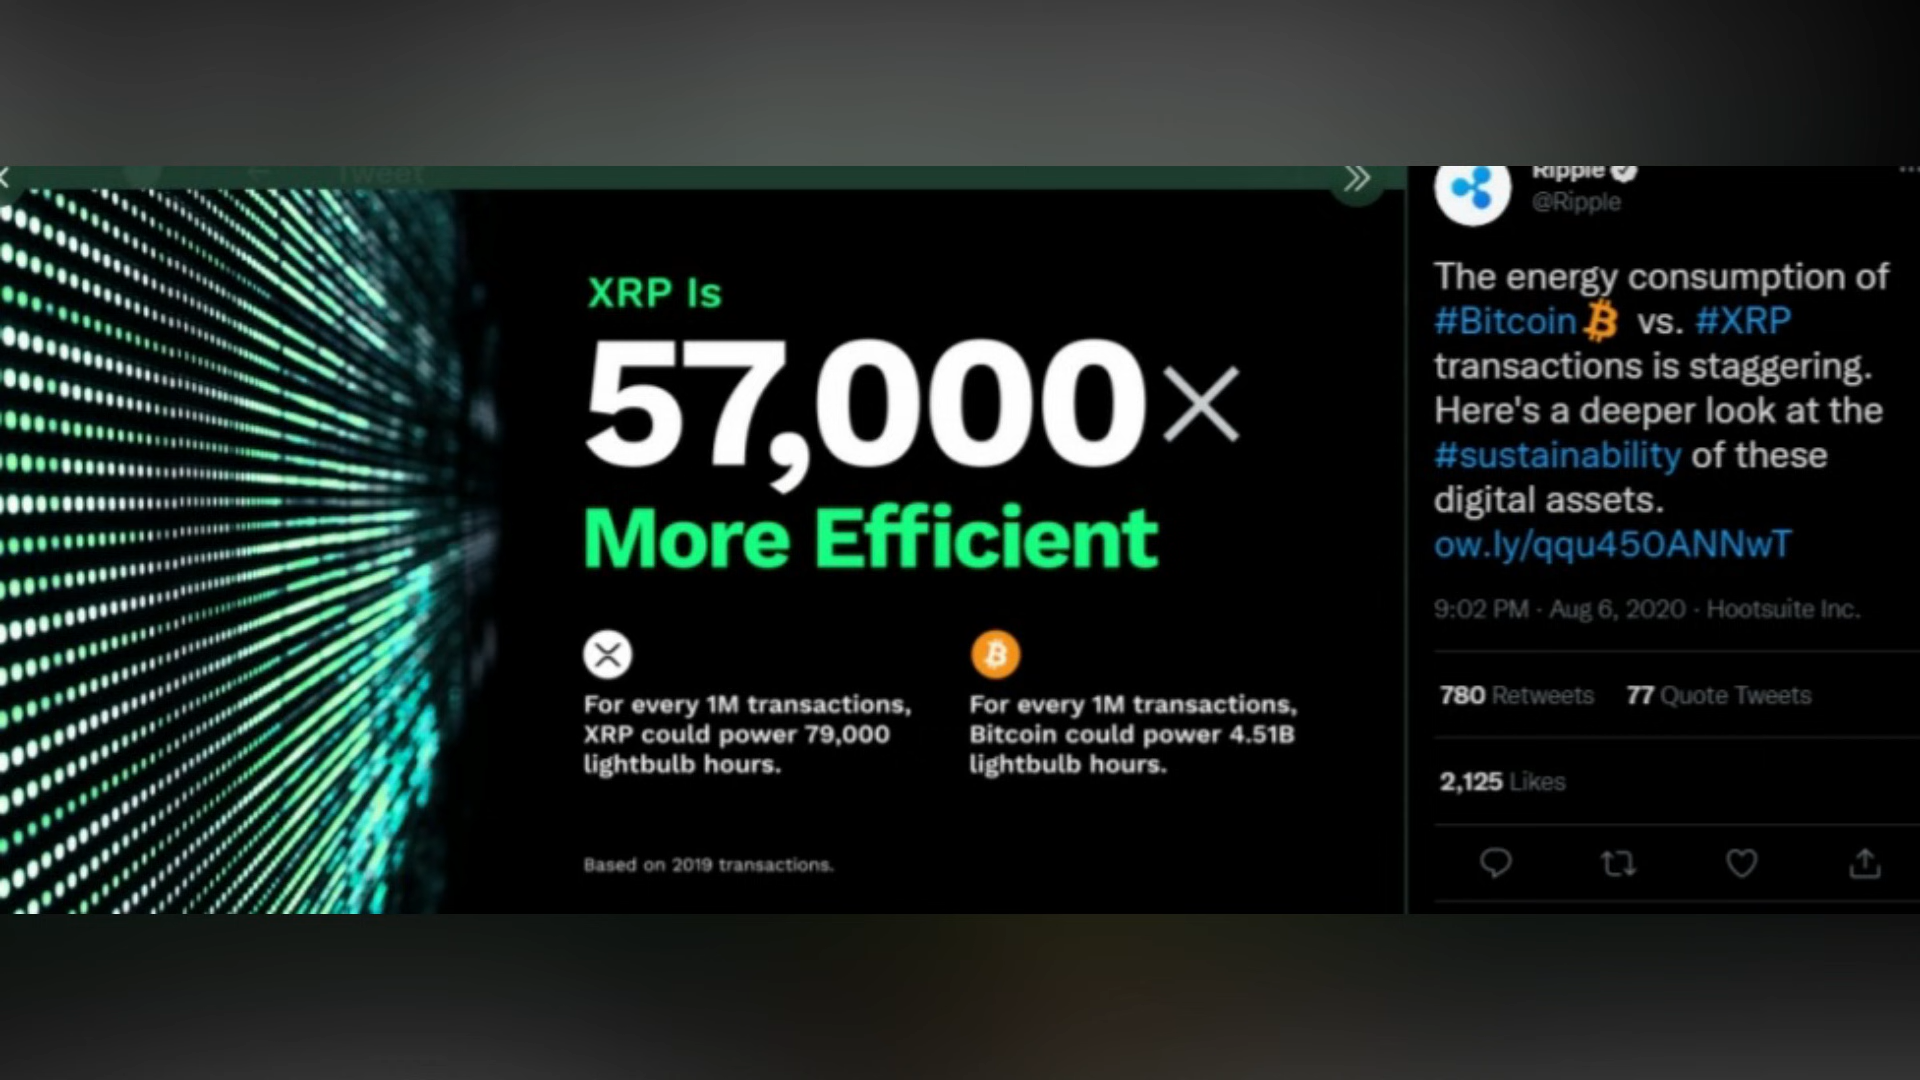 Tweet
XRP Is
57,000×
More Efficient
For every 1M transactions,
XRP could power 79,000
lightbulb hours.
For every 1M transactions,
Bitcoin could power 4.51B
lightbulb hours.
Based on 2019 transactions.
Ripple
@Ripple
The energy consumption of
#Bitcoin vs. #XRP
transactions is staggering.
Here's a deeper look at the
#sustainability of these
digital assets.
ow.ly/qqu450ANNwT
9:02 PM · Aug 6, 2020 · Hootsuite Inc.
780 Retweets 77 Quote Tweets
2,125 Likes